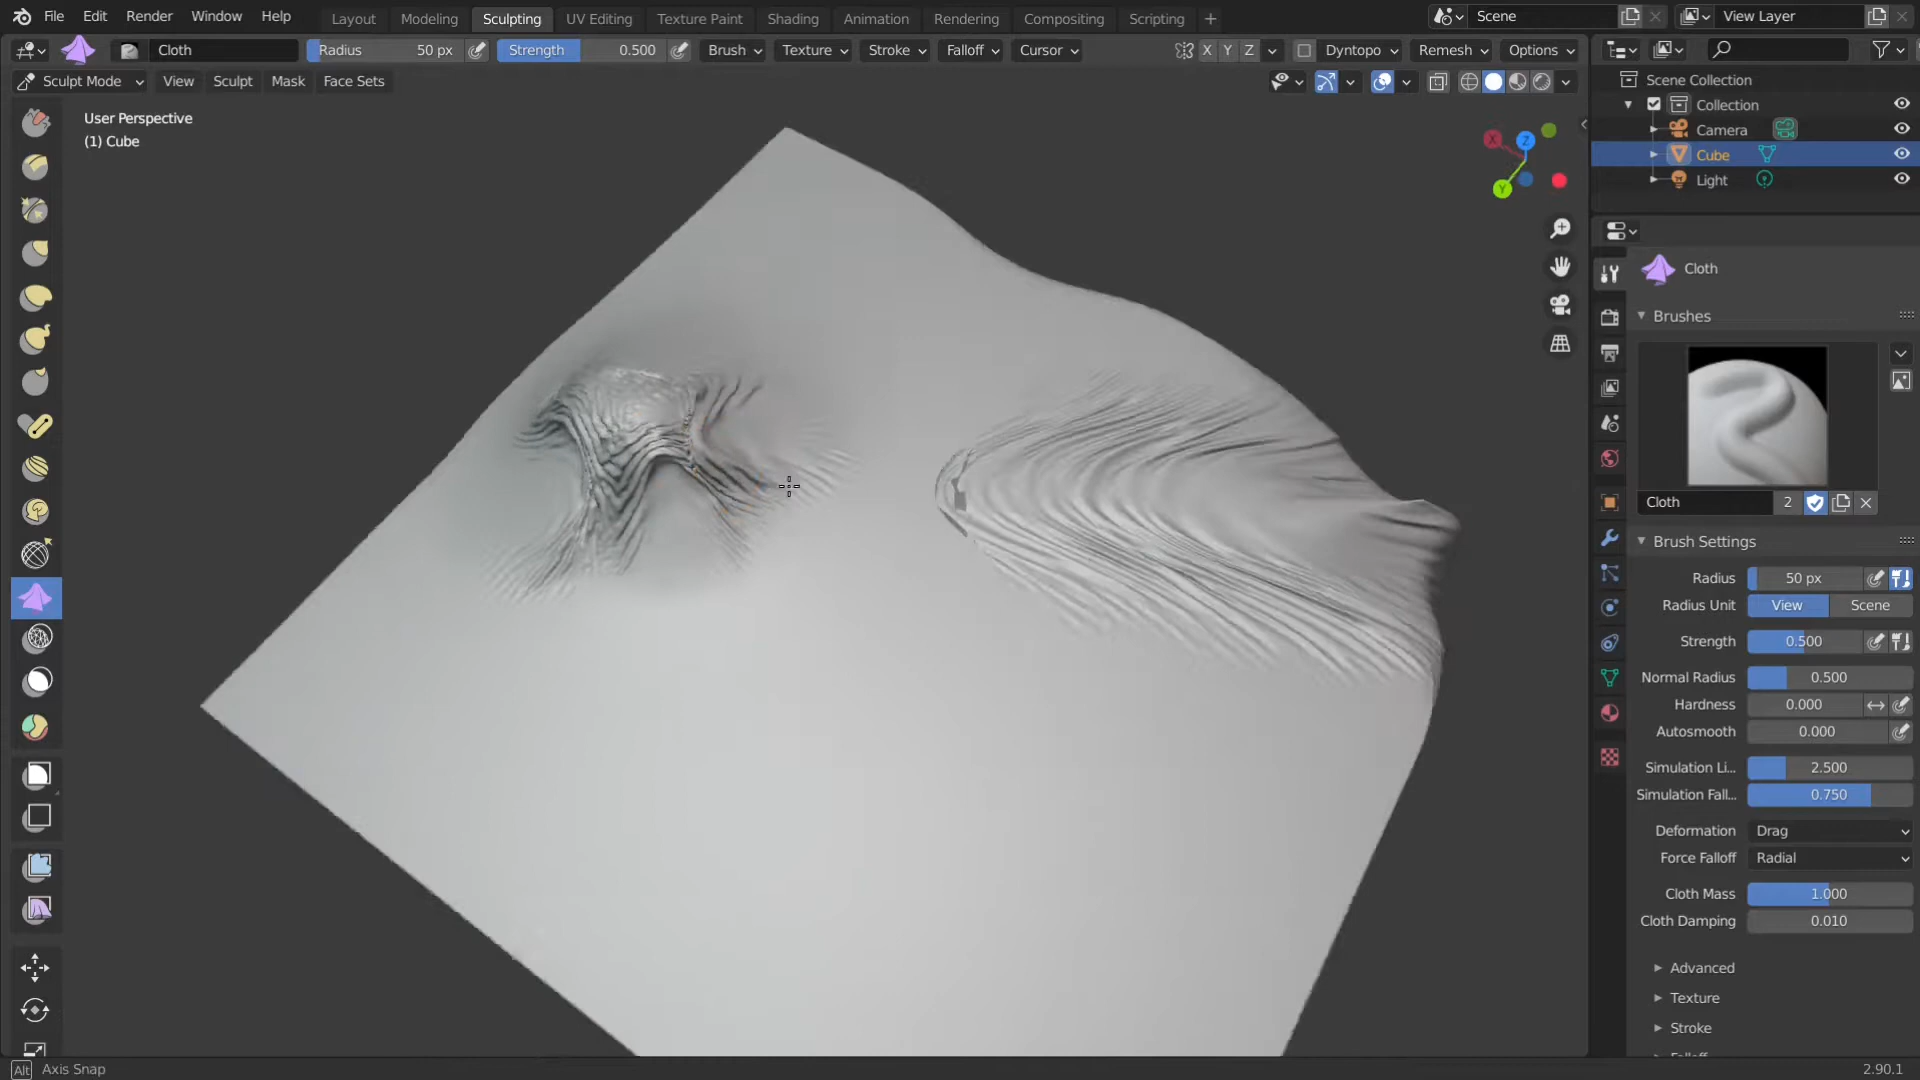 File Edit Render Window Help Layout Modeling Sculpting UV Editing Texture Paint Shading Animation Rendering Compositing Scripting + Scene View Layer
Cloth Radius 50 px Strength 0.500 Brush Texture Stroke Falloff Cursor X Y Z Dyntopo Remesh Options
Sculpt Mode View Sculpt Mask Face Sets
User Perspective
(1) Cube
X Z
Y
Scene Collection
Collection
Camera
Cube
Light
Cloth
Brushes
Cloth 2
Brush Settings
Radius 50 px
Radius Unit View Scene
Strength 0.500
Normal Radius 0.500
Hardness 0.000
Autosmooth 0.000
Simulation Li... 2.500
Simulation Fall... 0.750
Deformation Drag
Force Falloff Radial
Cloth Mass 1.000
Cloth Damping 0.010
Advanced
Texture
Stroke
Alt Axis Snap
2.90.1